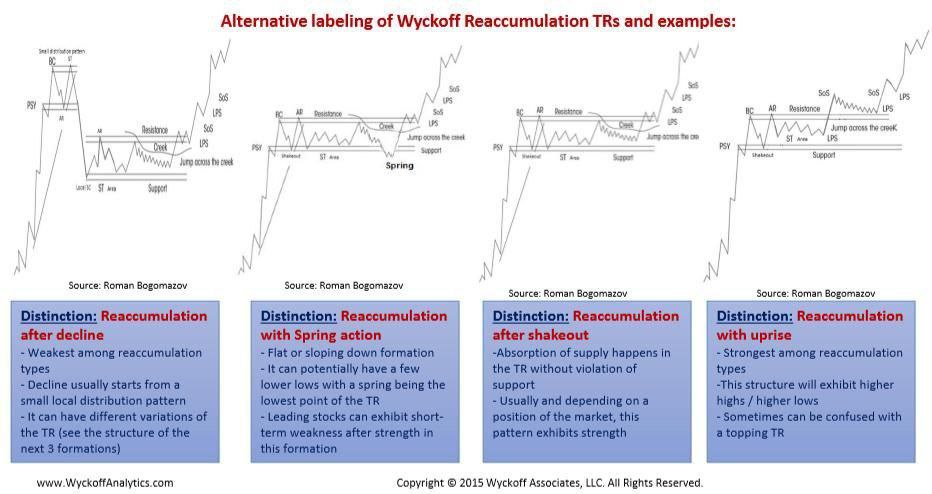 Alternative labeling of Wyckoff Reaccumulation TRs and examples:
Small distribution pattern
BC
ST
PSY
AR
AR
Resistance
Creek
SoS
LPS
SoS
LPS
Jump across the creek
Local SC
ST Area
Support
Source: Roman Bogomazov
BC
AR
Resistance
SoS
LPS
SoS
LPS
Creek
Jump across the creek
PSY
Shakeout
ST Area
Support
Spring
Source: Roman Bogomazov
BC
AR
Resistance
SoS
LPS
SoS
LPS
Creek
Jump across the cre
PSY
Shakeout
ST Area
Support
Source: Roman Bogomazov
SoS
SoS
LPS
LPS
BC
AR
Resistance
Jump across the creeK
PSY
Shakeout
Support
Source: Roman Bogomazov
Distinction: Reaccumulation
after decline
- Weakest among reaccumulation
types
- Decline usually starts from a
small local distribution pattern
- It can have different variations of
the TR (see the structure of the
next 3 formations)
Distinction: Reaccumulation
with Spring action
- Flat or sloping down formation
- It can potentially have a few
lower lows with a spring being the
lowest point of the TR
- Leading stocks can exhibit short-
term weakness after strength in
this formation
Distinction: Reaccumulation
after shakeout
-Absorption of supply happens in
the TR without violation of
support
- Usually and depending on a
position of the market, this
pattern exhibits strength
Distinction: Reaccumulation
with uprise
- Strongest among reaccumulation
types
-This structure will exhibit higher
highs / higher lows
- Sometimes can be confused with
a topping TR
www.WyckoffAnalytics.com
Copyright © 2015 Wyckoff Associates, LLC. All Rights Reserved.